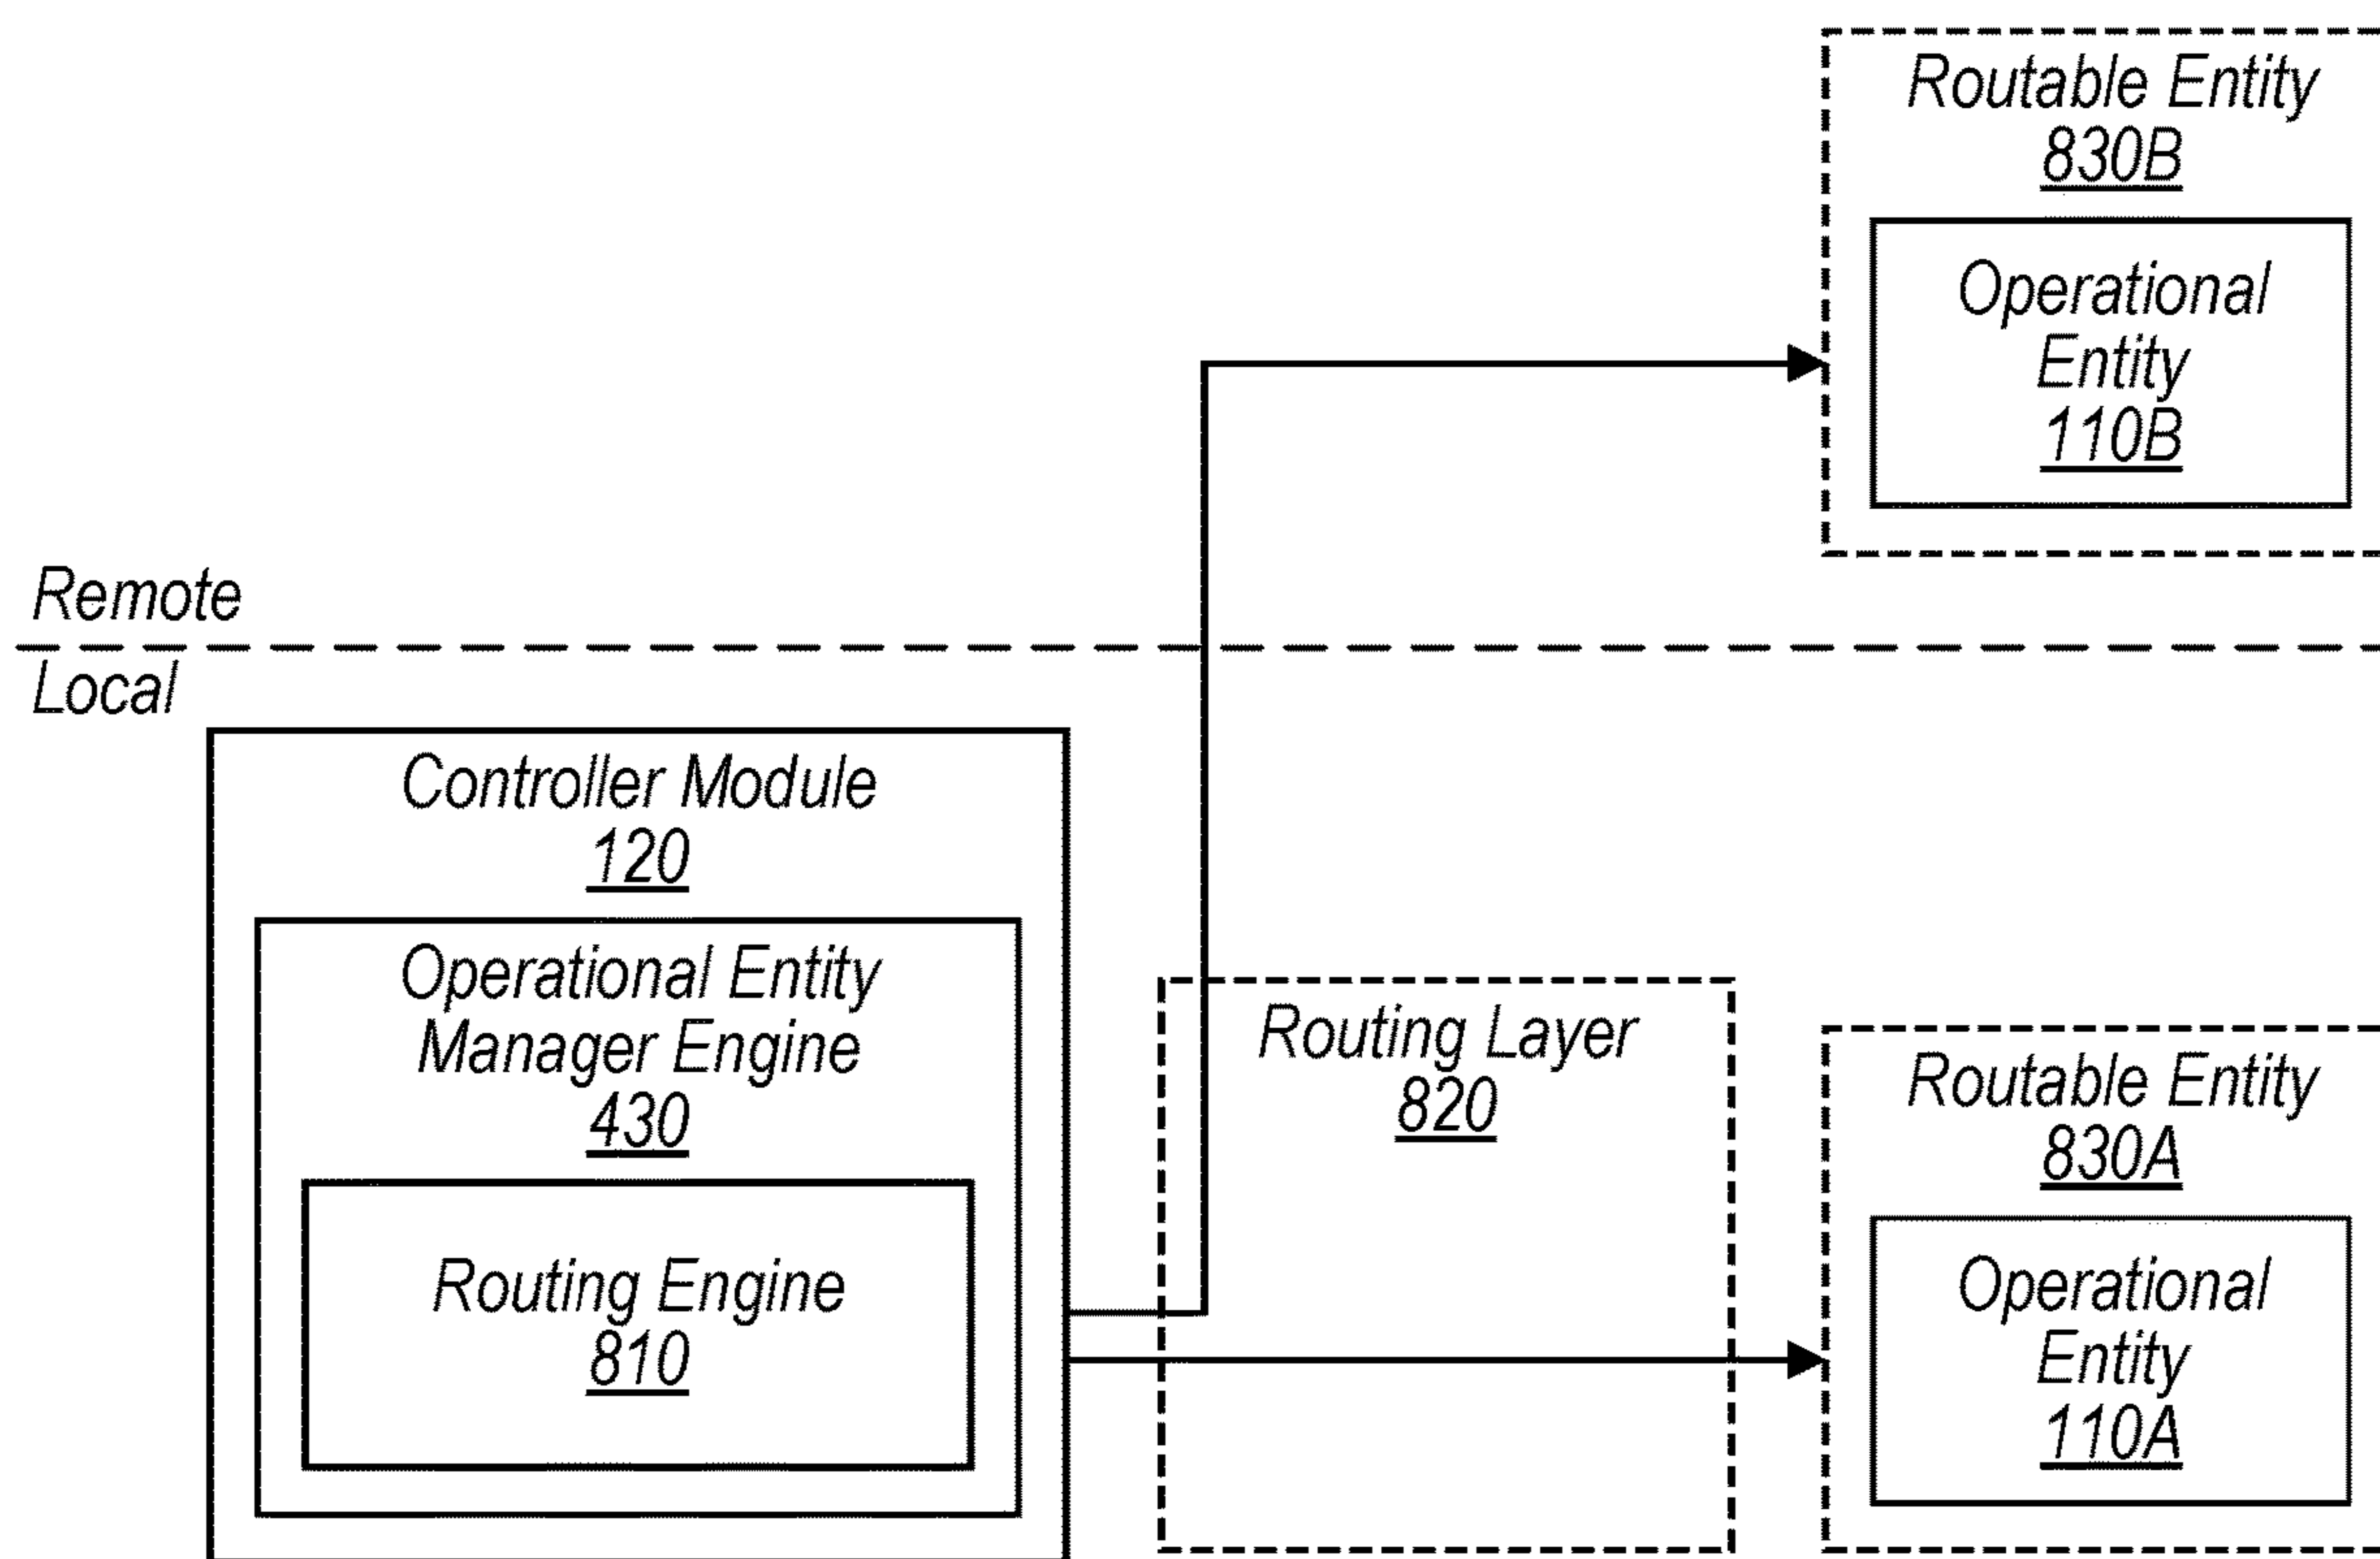 Routable Entity
830B
Operational
Entity
110B
Remote
Local
Controller Module
120
Operational Entity
Manager Engine
430
Routing Engine
810
Routing Layer
820
Routable Entity
830A
Operational
Entity
110A